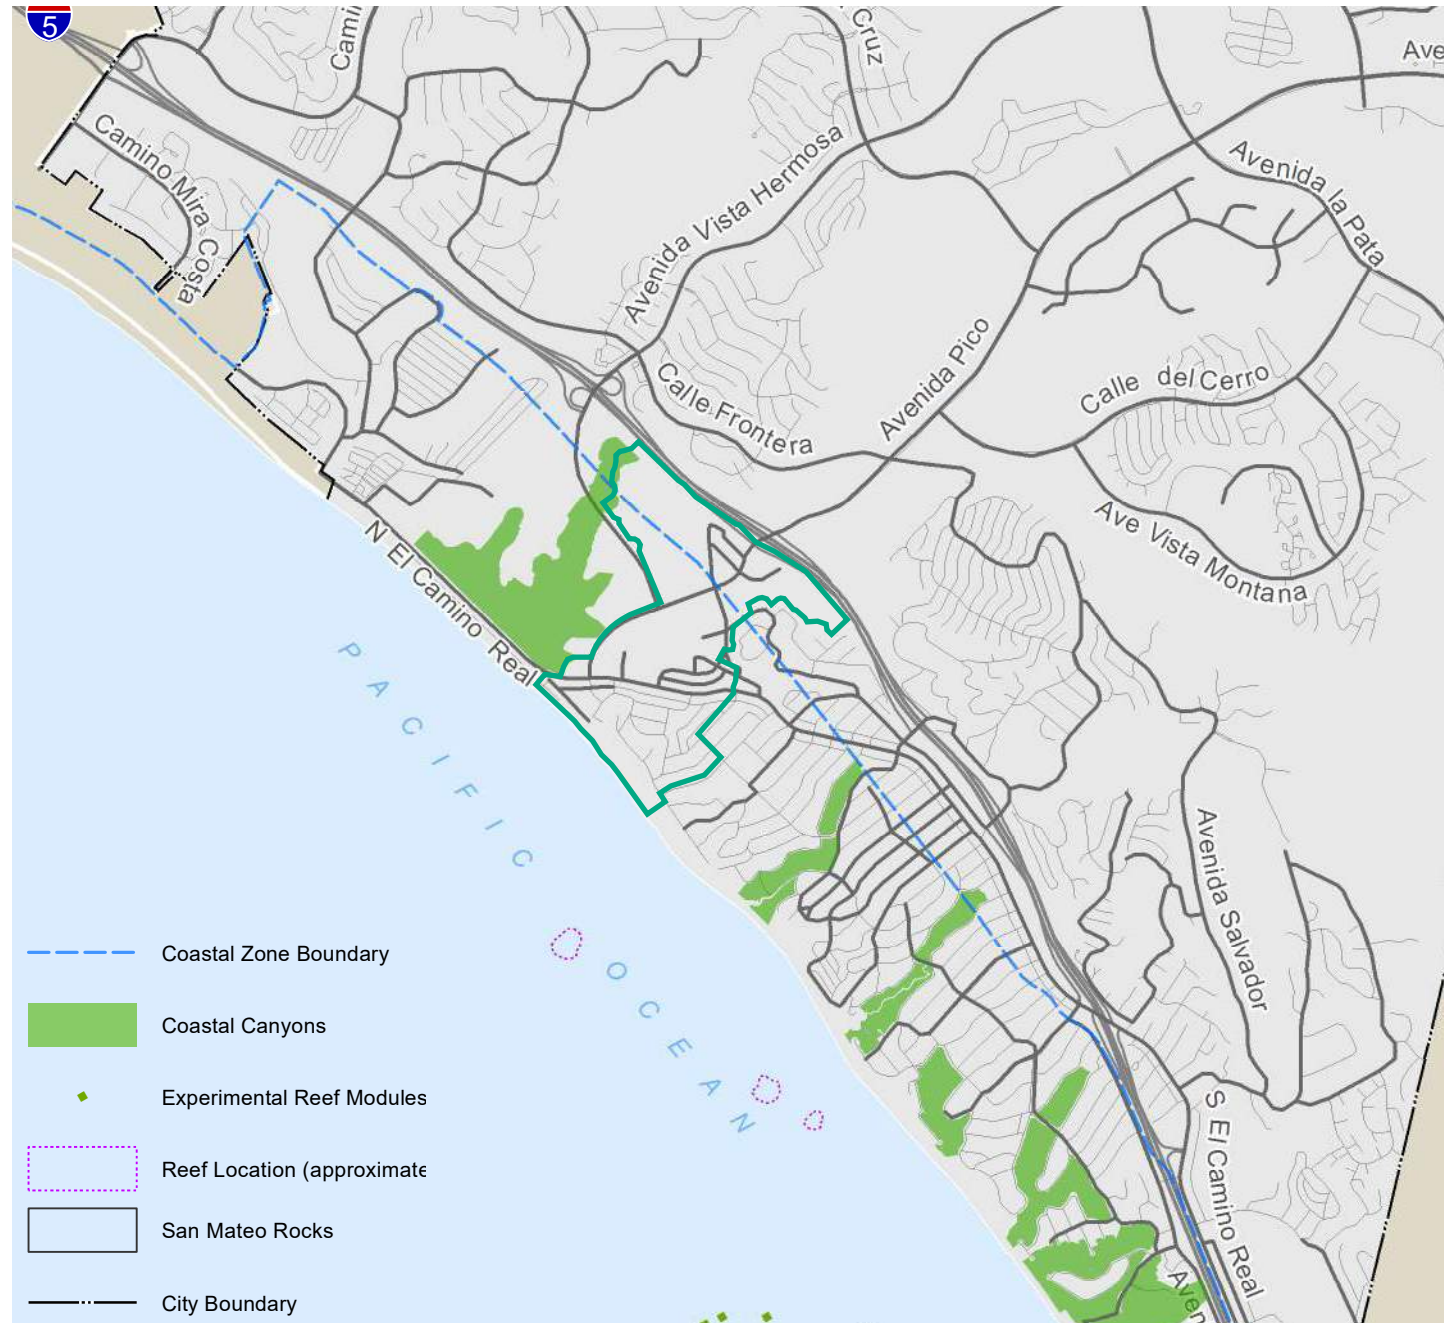 5
Cami
Cruz
Ave
Camino Mira Costa
Avenida Vista Hermosa
Avenida la Pata
Avenida Pico
Calle Frontera
Calle del Cerro
Ave Vista Montana
N El Camino Real
PACIFIC OCEAN
Avenida Salvador
S El Camino Real
Aven
Coastal Zone Boundary
Coastal Canyons
Experimental Reef Modules
Reef Location (approximate
San Mateo Rocks
City Boundary